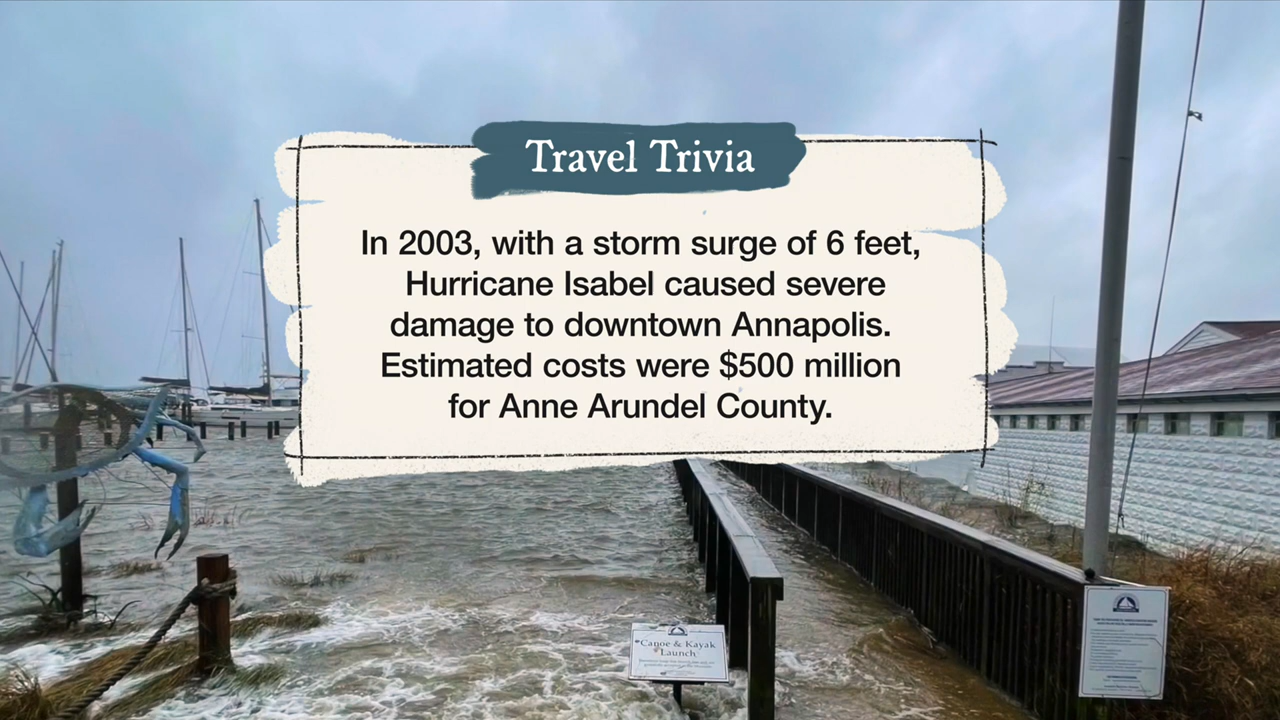 Travel Trivia
In 2003, with a storm surge of 6 feet,
Hurricane Isabel caused severe
damage to downtown Annapolis.
Estimated costs were $500 million
for Anne Arundel County.
Canoe & Kayak
Launch